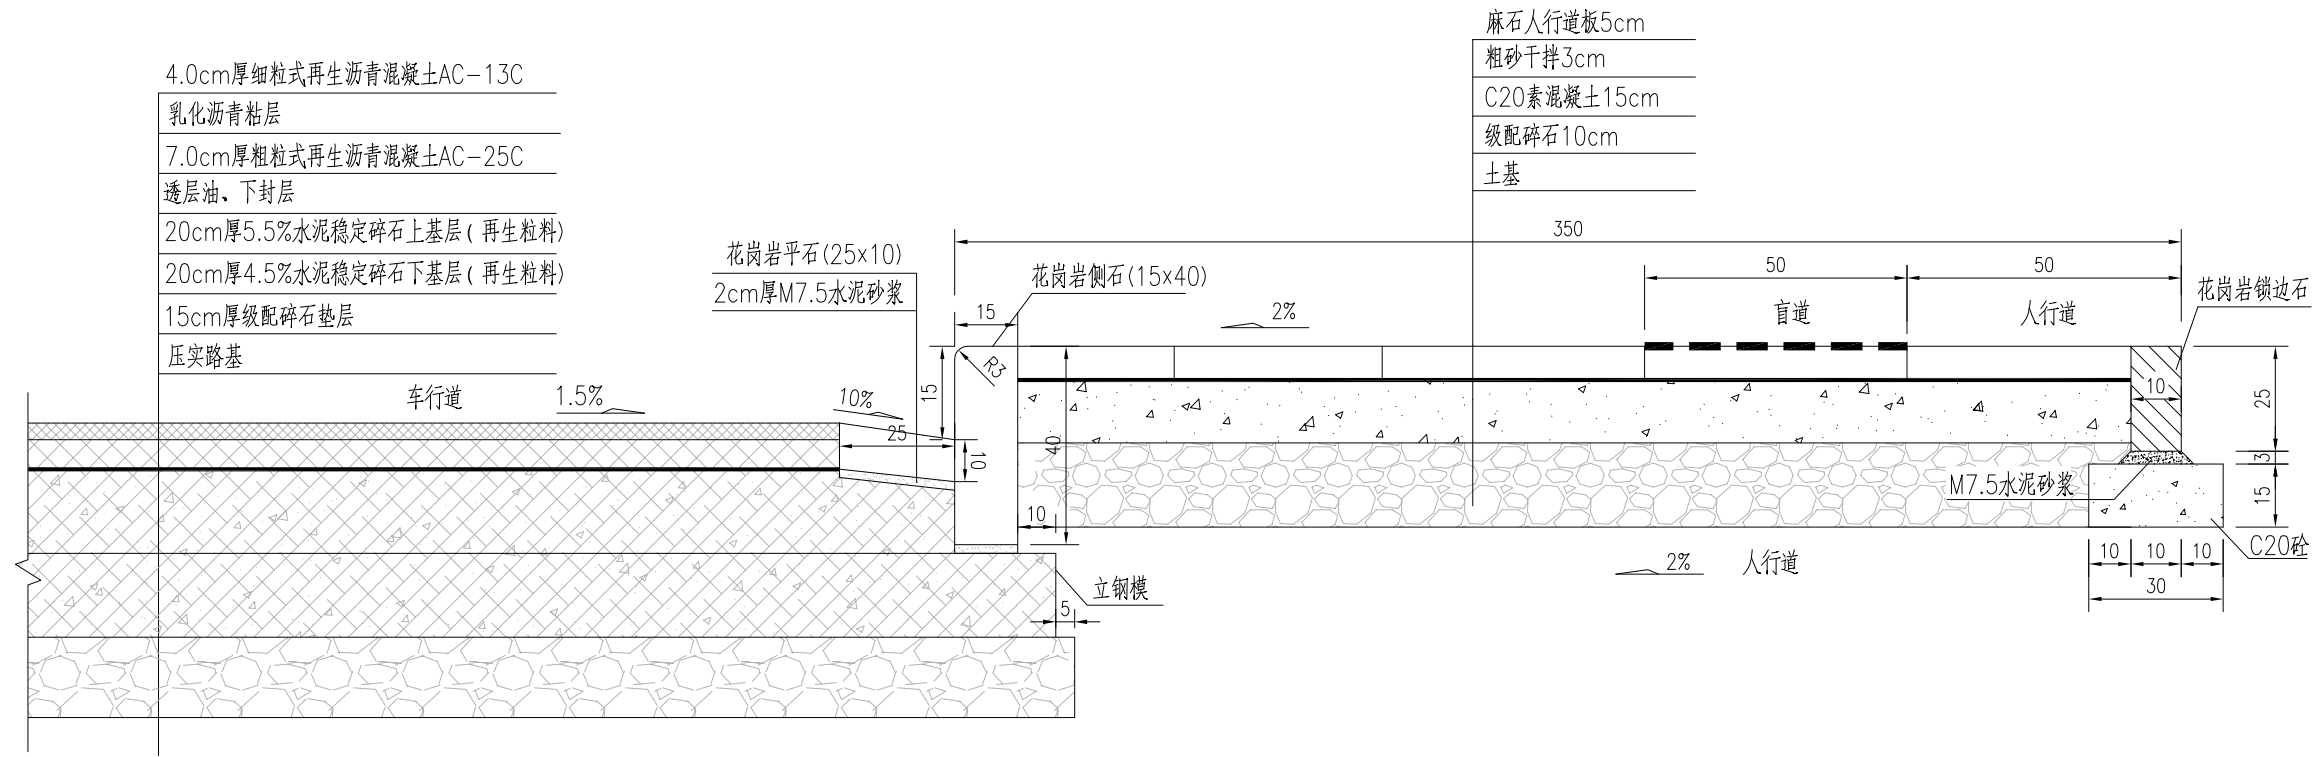 麻石人行道板5cm
粗砂干拌3cm
C20素混凝土15cm
级配碎石10cm
土基
4.0cm厚细粒式再生沥青混凝土AC-13C
乳化沥青粘层
7.0cm厚粗粒式再生沥青混凝土AC-25C
透层油、下封层
20cm厚5.5%水泥稳定碎石上基层(再生粒料)
20cm厚4.5%水泥稳定碎石下基层(再生粒料)
15cm厚级配碎石垫层
压实路基
350
花岗岩平石(25x10)
2cm厚M7.5水泥砂浆
花岗岩侧石(15x40)
50
50
花岗岩锁边石
15
2%
盲道
人行道
R3
15
车行道
1.5%
10%
25
10
40
10
25
3
15
M7.5水泥砂浆
10
2%
人行道
10
10
10
C20砼
30
立钢模
5